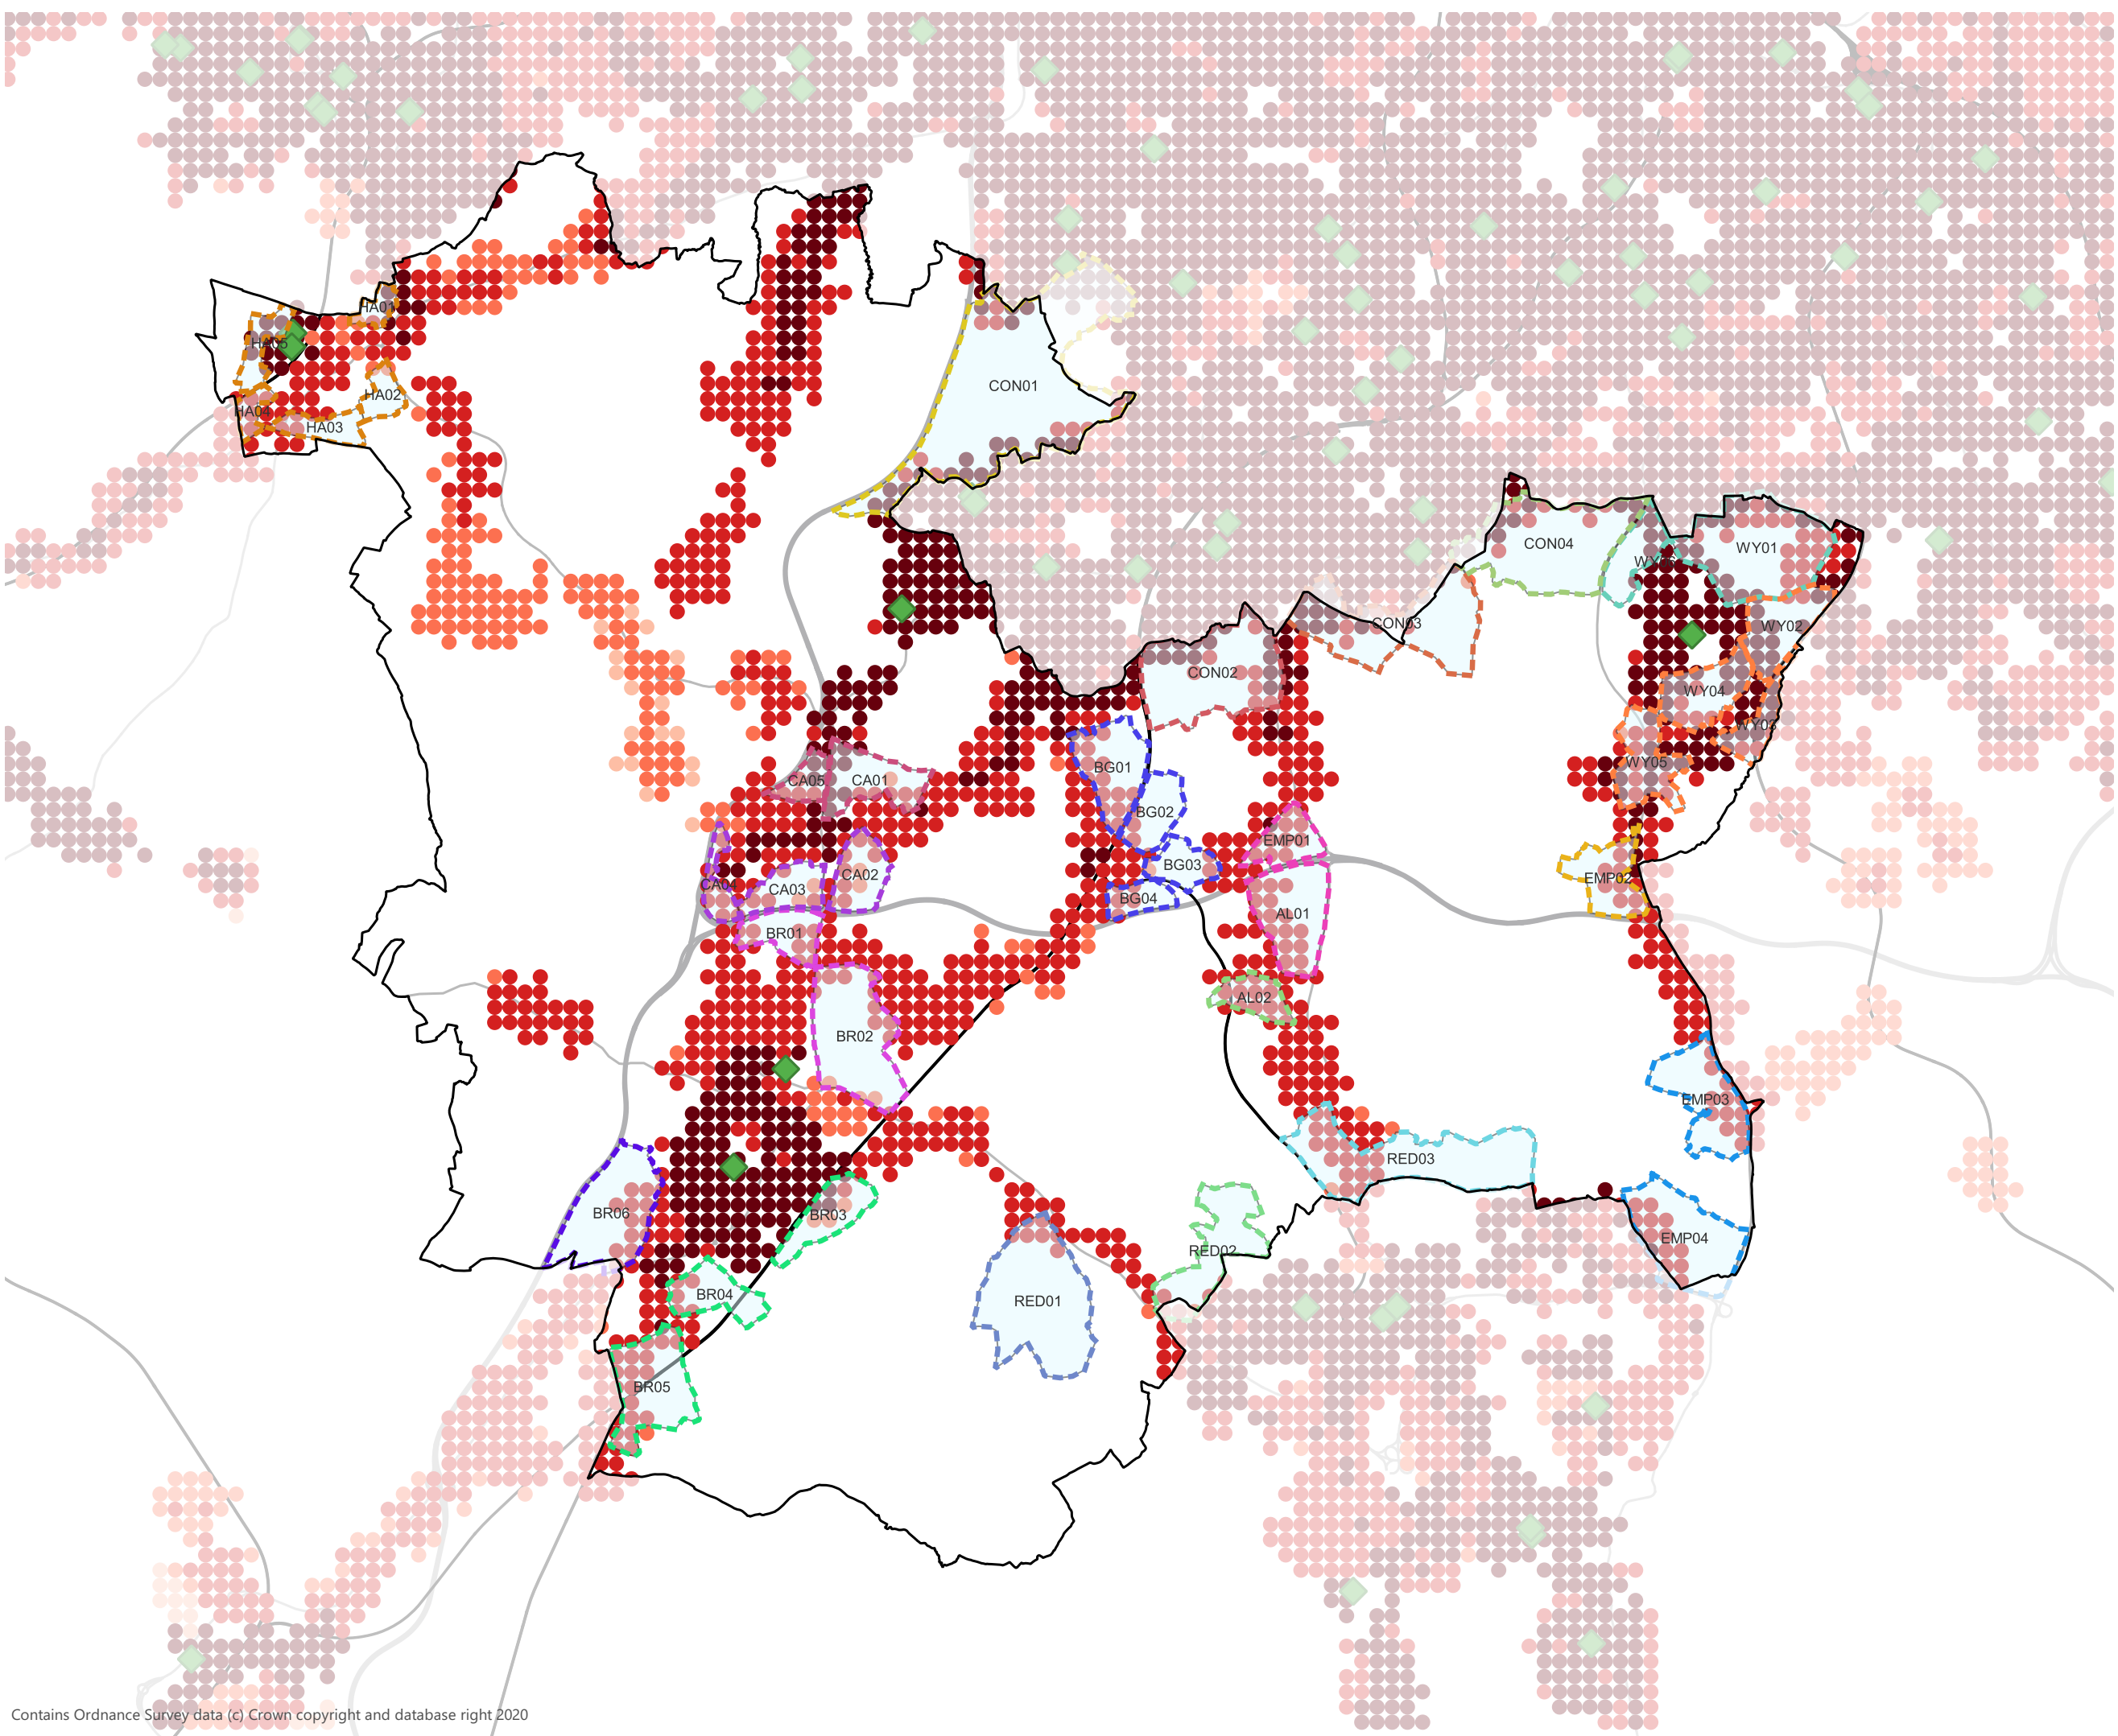 HA01
HA05
CON01
HA02
HA04
HA03
CON04
WY01
CON03
WY02
CON02
WY04
WY03
WY05
BG01
CA05
CA01
BG02
EMP01
BG03
CA02
EMP02
CA04
CA03
BG04
AL01
BR01
AL02
BR02
EMP03
RED03
BR06
BR03
EMP04
RED02
BR04
RED01
BR05
Contains Ordnance Survey data (c) Crown copyright and database right 2020